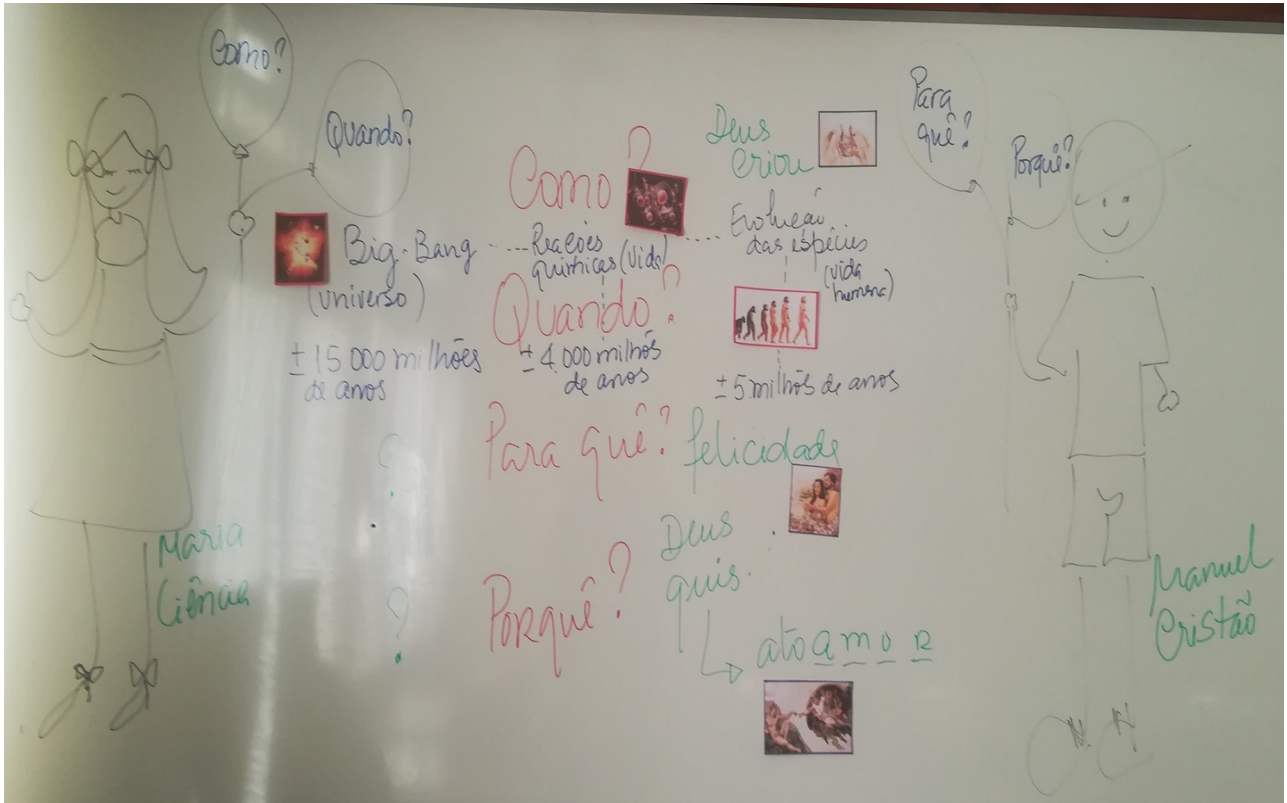 Como?
Quando?
Para
quê?
Porquê?
Como?
Deus
Criou
Big-Bang
(universo)
Reações
químicas (vida)
Evolução
das espécies
(vida
humana)
Quando?
± 15 000 milhões
de anos
± 4 000 milhões
de anos
± 5 milhões de anos
?
Para quê?
felicidade
?
Porquê?
Deus
quis.
ato amor
Maria
Ciência
Manuel
Cristão